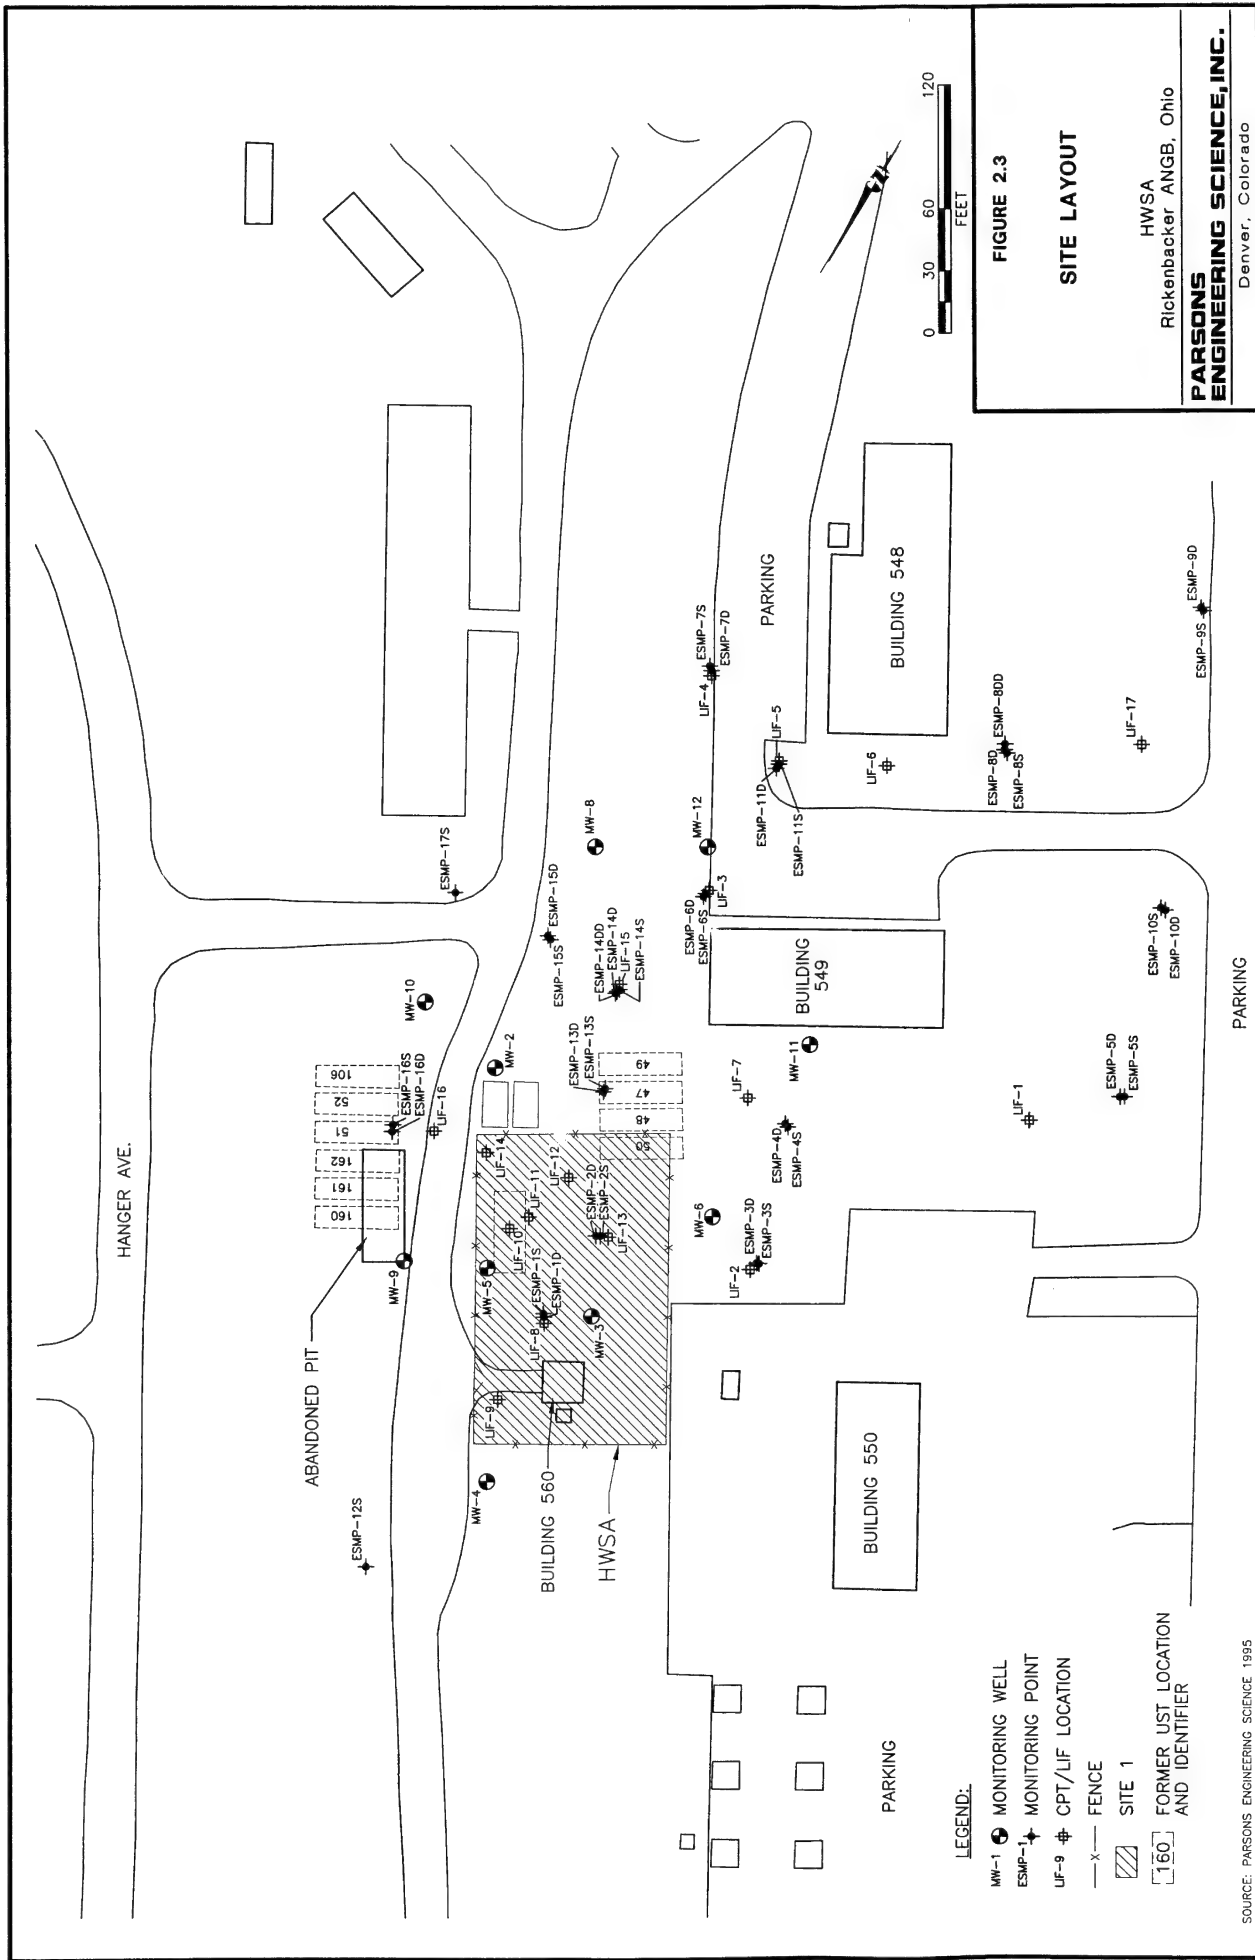 HANGER AVE.
ABANDONED PIT
160
161
162
51
52
106
ESMP-12S
MW-9
ESMP-16S
ESMP-16D
LIF-16
MW-10
ESMP-17S
MW-4
LIF-9
MW-5
LIF-10
LIF-11
LIF-14
MW-2
LIF-8
ESMP-1S
ESMP-1D
LIF-12
ESMP-2D
ESMP-2S
LIF-13
MW-3
BUILDING 560
HWSA
ESMP-13D
ESMP-13S
ESMP-15S
ESMP-15D
ESMP-14DD
ESMP-14D
LIF-15
ESMP-14S
MW-8
48
47
49
MW-6
LIF-2
ESMP-3D
ESMP-3S
ESMP-4D
ESMP-4S
LIF-7
MW-11
BUILDING
549
ESMP-6D
ESMP-6S
LIF-3
MW-12
LIF-4
ESMP-7S
ESMP-7D
PARKING
LIF-5
ESMP-11D
ESMP-11S
LIF-6
BUILDING 548
ESMP-8D
ESMP-8DD
ESMP-8S
LIF-17
ESMP-9S
ESMP-9D
BUILDING 550
LIF-1
ESMP-5D
ESMP-5S
ESMP-10S
ESMP-10D
PARKING
PARKING
LEGEND:
MW-1 MONITORING WELL
ESMP-1 MONITORING POINT
LIF-9 CPT/LIF LOCATION
—X— FENCE
SITE 1
160 FORMER UST LOCATION
AND IDENTIFIER
SOURCE: PARSONS ENGINEERING SCIENCE 1995
0 30 60 120
FEET
FIGURE 2.3
SITE LAYOUT
HWSA
Rickenbacker ANGB, Ohio
PARSONS
ENGINEERING SCIENCE, INC.
Denver, Colorado